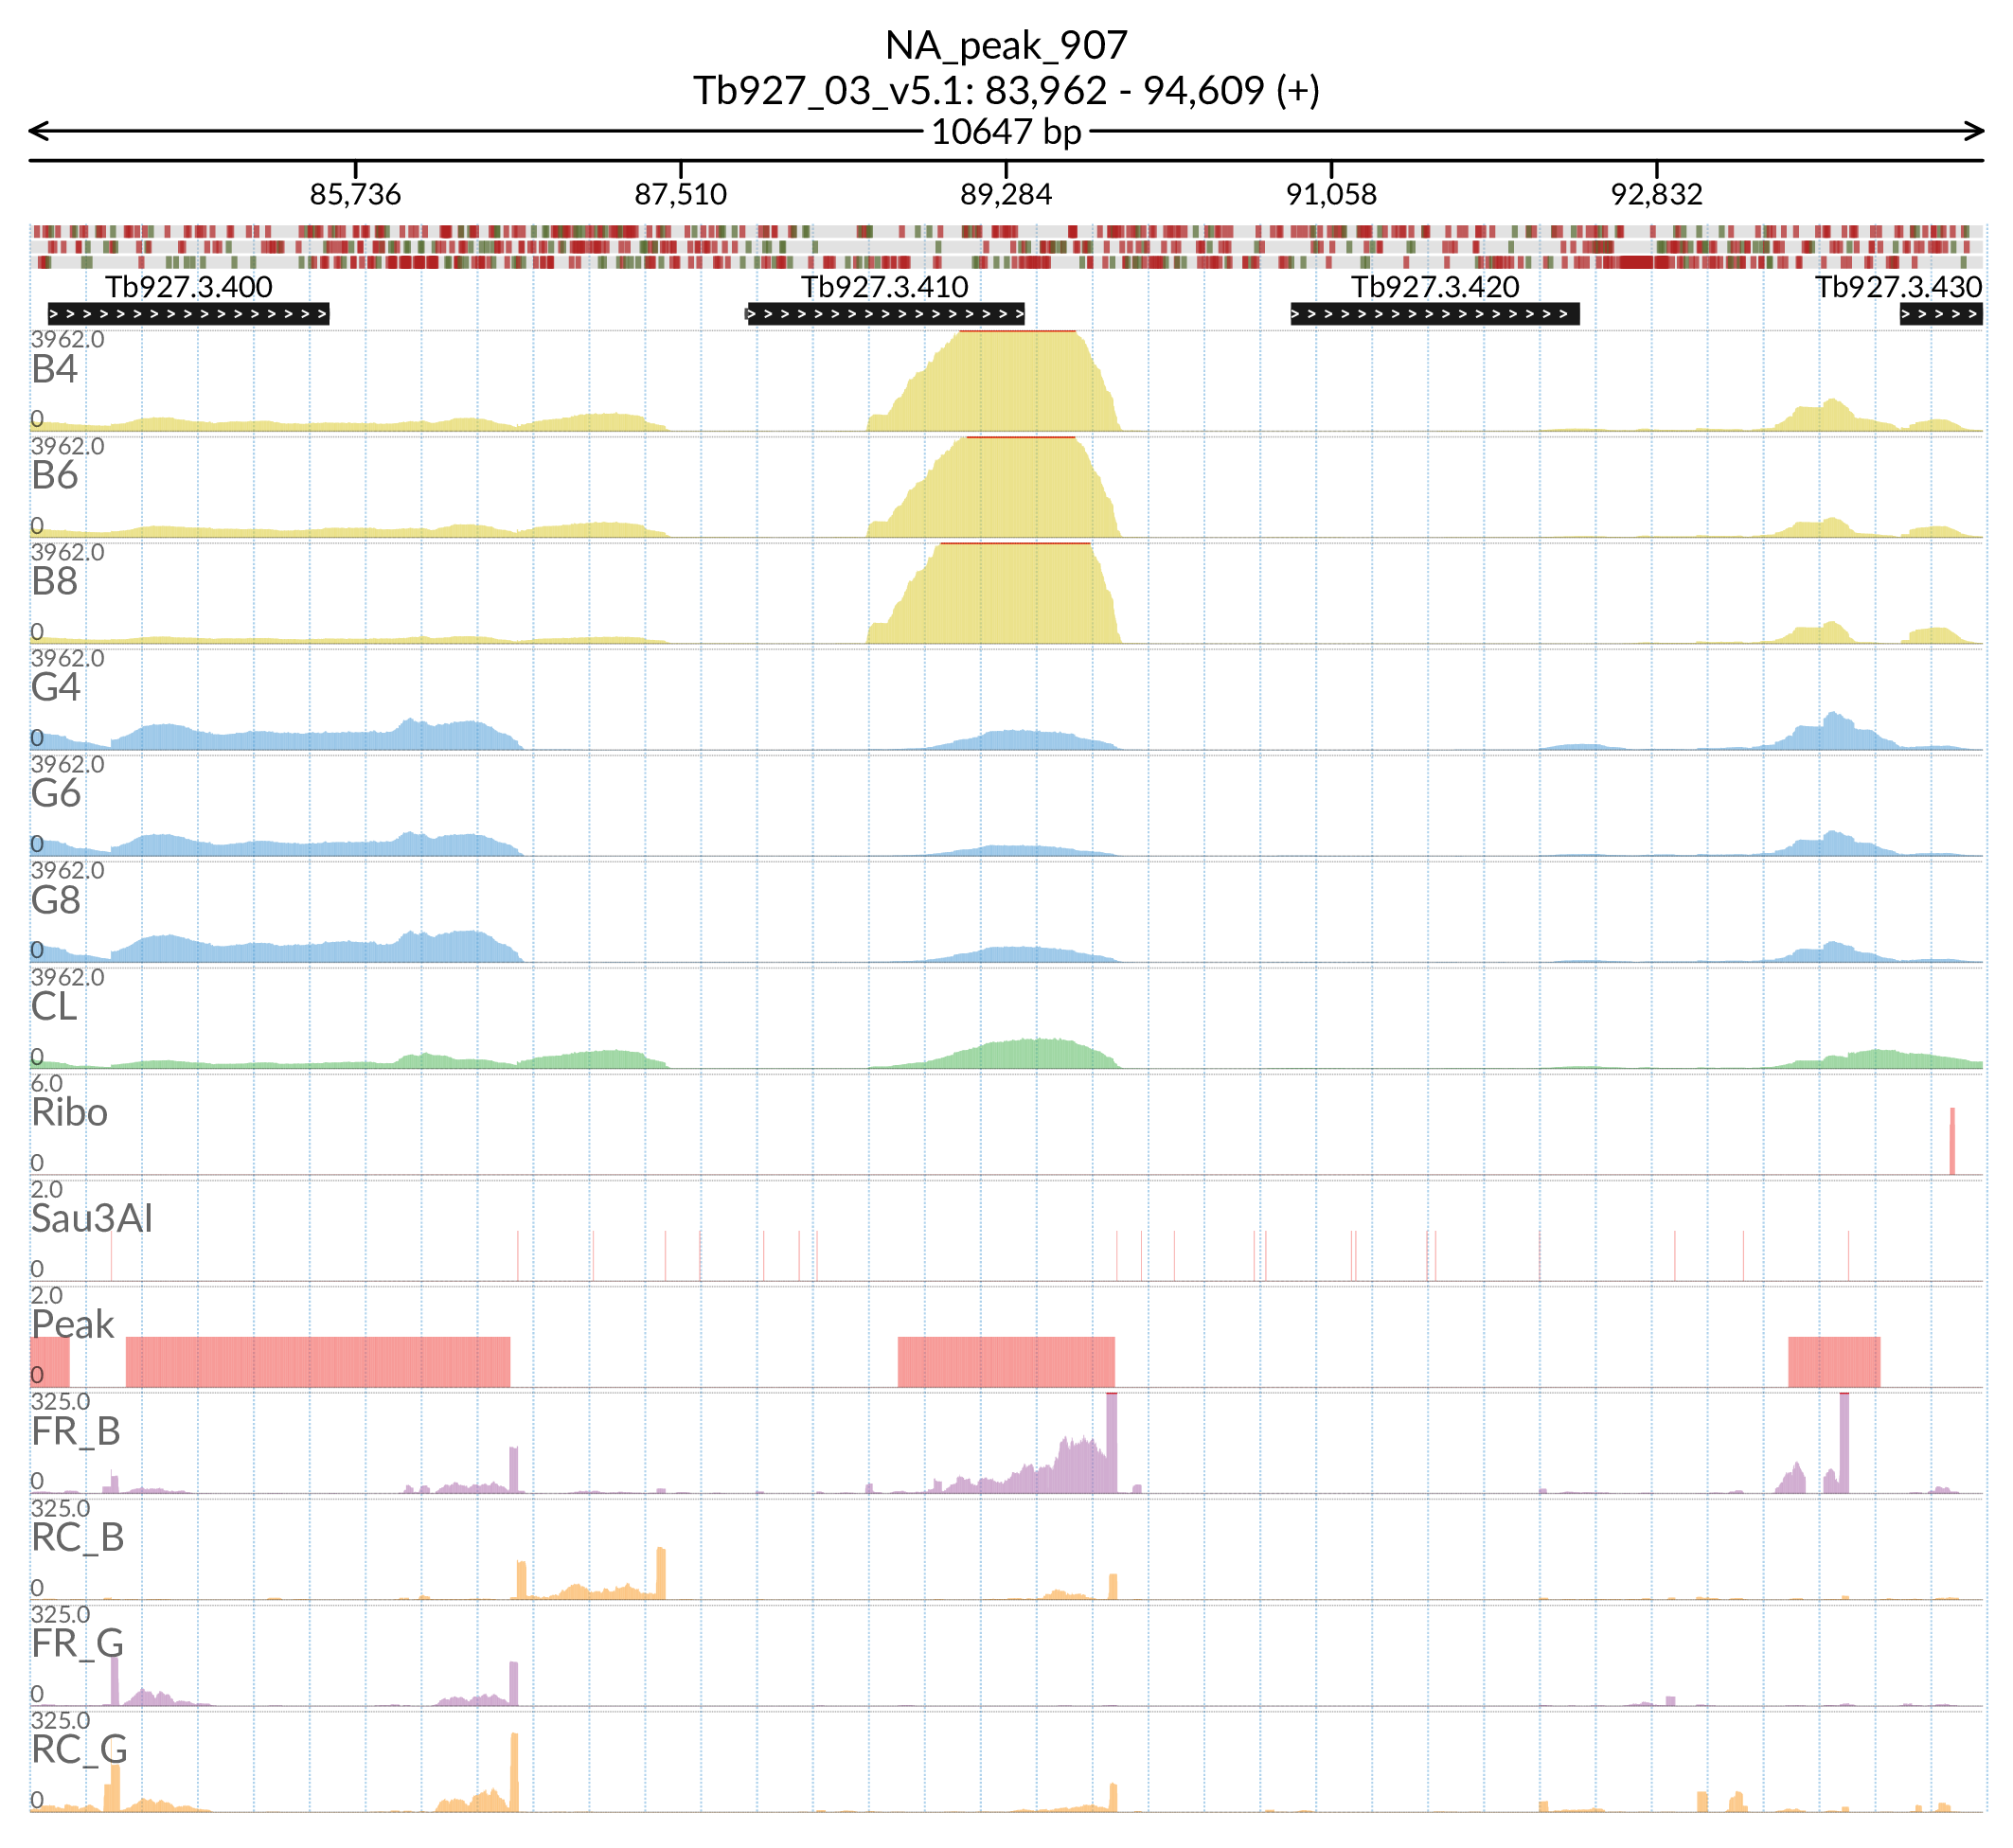 NA_peak_907
Tb927_03_v5.1: 83,962 - 94,609 (+)
10647 bp
85,736 87,510 89,284 91,058 92,832
Tb927.3.400 Tb927.3.410 Tb927.3.420 Tb927.3.430
3962.0
B4
0
3962.0
B6
0
3962.0
B8
0
3962.0
G4
0
3962.0
G6
0
3962.0
G8
0
3962.0
CL
0
6.0
Ribo
0
2.0
Sau3AI
0
2.0
Peak
0
325.0
FR_B
0
325.0
RC_B
0
325.0
FR_G
0
325.0
RC_G
0